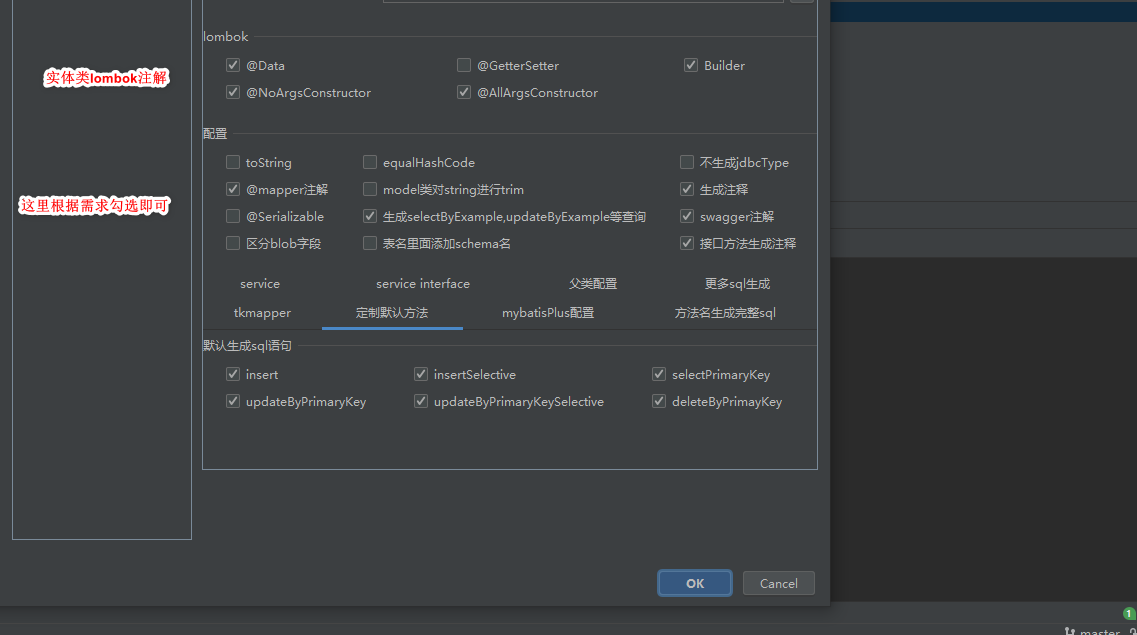 lombok
实体类lombok注解
@Data
@GetterSetter
Builder
@NoArgsConstructor
@AllArgsConstructor
配置
toString
equalHashCode
不生成jdbcType
@mapper注解
model类对string进行trim
生成注释
这里根据需求勾选即可
@Serializable
生成selectByExample,updateByExample等查询
swagger注解
区分blob字段
表名里面添加schema名
接口方法生成注释
service
service interface
父类配置
更多sql生成
tkmapper
定制默认方法
mybatisPlus配置
方法名生成完整sql
默认生成sql语句
insert
insertSelective
selectPrimaryKey
updateByPrimaryKey
updateByPrimaryKeySelective
deleteByPrimayKey
OK
Cancel
1
master